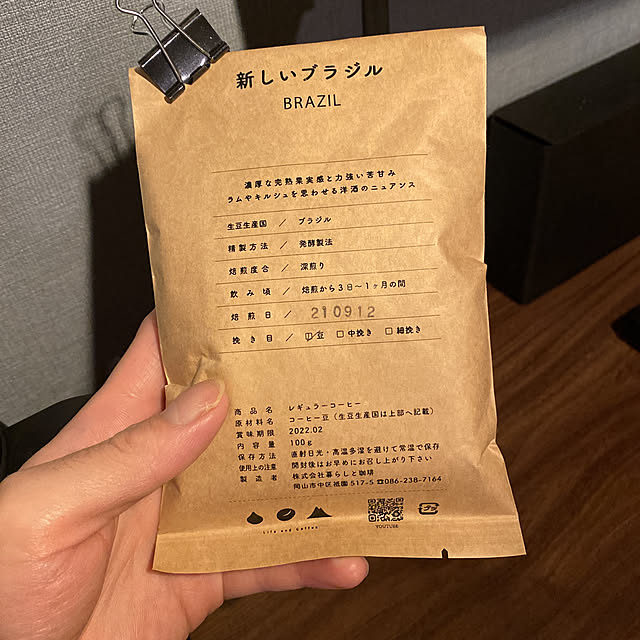 新しいブラジル
BRAZIL
濃厚な完熟果実感と力強い苦甘み
ラムやキルシュを思わせる洋酒のニュアンス
生豆生産国 / ブラジル
精製方法 / 発酵製法
焙煎度合 / 深煎り
飲み頃 / 焙煎から3日〜1ヶ月の間
焙煎日 / 210912
挽き目 / 豆 中挽き 細挽き
商品名 レギュラーコーヒー
原材料名 コーヒー豆（生豆生産国は上部へ記載）
賞味期限 2022.02
内容量 100g
保存方法 直射日光・高温多湿を避けて常温で保存
使用上の注意 開封後はお早めにお召し上がり下さい
製造者 株式会社暮らしと珈琲
岡山市中区祇園517-5 ☎086-238-7164
Life and Coffee
YOUTUBE